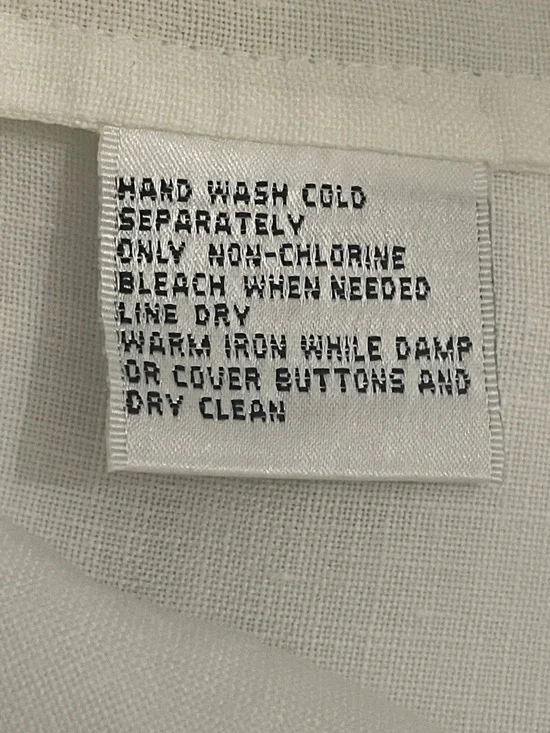 HAND WASH COLD
SEPARATELY
ONLY NON-CHLORINE
BLEACH WHEN NEEDED
LINE DRY
WARM IRON WHILE DAMP
OR COVER BUTTONS AND
DRY CLEAN